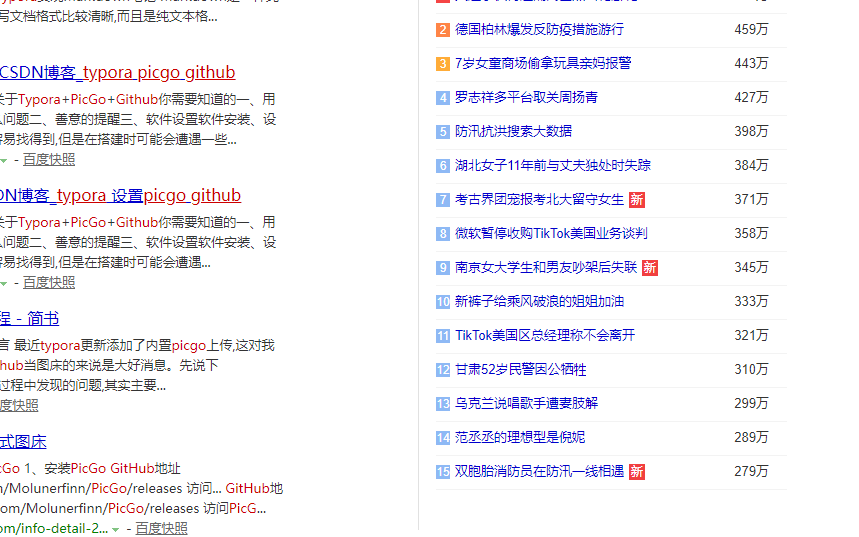 写文档格式比较清晰,而且是纯文本格...
CSDN博客_typora picgo github
关于Typora+PicGo+Github你需要知道的一、用
问题二、善意的提醒三、软件设置软件安装、设
容易找得到,但是在搭建时可能会遭遇一些...
- 百度快照
DN博客_typora 设置picgo github
关于Typora+PicGo+Github你需要知道的一、用
问题二、善意的提醒三、软件设置软件安装、设
容易找得到,但是在搭建时可能会遭遇...
- 百度快照
程 - 简书
言 最近typora更新添加了内置picgo上传,这对我
hub当图床的来说是大好消息。先说下
过程中发现的问题,其实主要...
度快照
式图床
cGo 1、安装PicGo GitHub地址
m/Molunerfinn/PicGo/releases 访问... GitHub地
om/Molunerfinn/PicGo/releases 访问PicG...
om/info-detail-2... - 百度快照
2 德国柏林爆发反防疫措施游行 459万
3 7岁女童商场偷拿玩具亲妈报警 443万
4 罗志祥多平台取关周扬青 427万
5 防汛抗洪搜索大数据 398万
6 湖北女子11年前与丈夫独处时失踪 384万
7 考古界团宠报考北大留守女生 新 371万
8 微软暂停收购TikTok美国业务谈判 358万
9 南京女大学生和男友吵架后失联 新 345万
10 新裤子给乘风破浪的姐姐加油 333万
11 TikTok美国区总经理称不会离开 321万
12 甘肃52岁民警因公牺牲 310万
13 乌克兰说唱歌手遭妻肢解 299万
14 范丞丞的理想型是倪妮 289万
15 双胞胎消防员在防汛一线相遇 新 279万